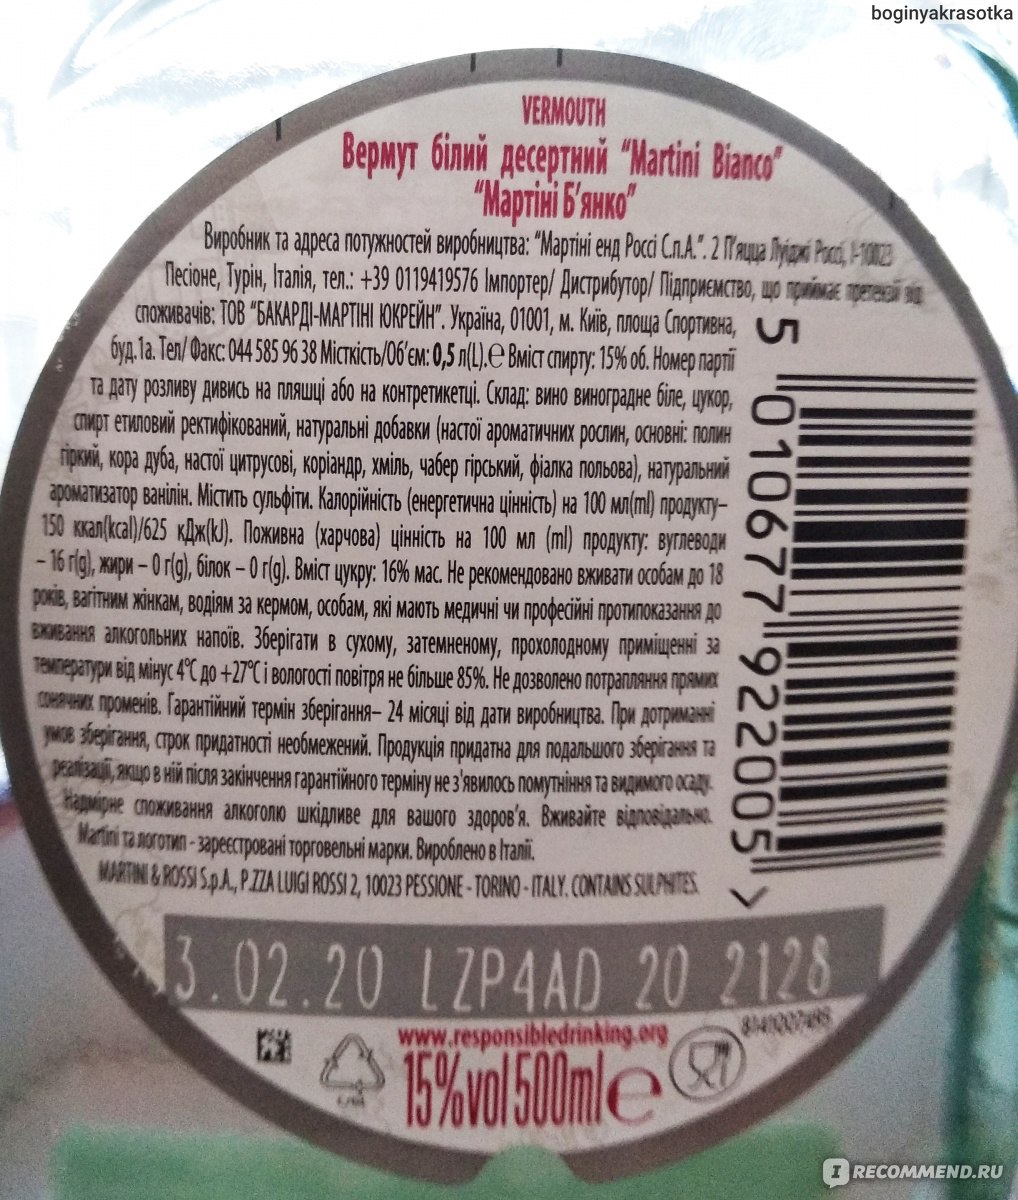 boginyakrasotka
VERMOUTH
Вермут білий десертний “Martini Bianco”
“Мартіні Б’янко”
Виробник та адреса потужностей виробництва: “Мартіні енд Россі С.п.А.”. 2 П’яцца Луїджі Россі, І-10023
Песіоне, Турін, Італія, тел.: +39 0119419576 Імпортер/ Дистрибутор/ Підприємство, що приймає претензії від
споживачів: ТОВ “БАКАРДІ-МАРТІНІ ЮКРЕЙН”. Україна, 01001, м. Київ, площа Спортивна,
буд.1а. Тел/ Факс: 044 585 96 38 Місткість/Об’єм: 0,5 л(L).℮ Вміст спирту: 15% об. Номер партії
та дату розливу дивись на пляшці або на контретикетці. Склад: вино виноградне біле, цукор,
спирт етиловий ректифікований, натуральні добавки (настої ароматичних рослин, основні: полин
гіркий, кора дуба, настої цитрусові, коріандр, хміль, чабер гірський, фіалка польова), натуральний
ароматизатор ванілін. Містить сульфіти. Калорійність (енергетична цінність) на 100 мл(ml) продукту–
150 ккал(kcal)/625 кДж(kJ). Поживна (харчова) цінність на 100 мл (ml) продукту: вуглеводи
– 16 г(g), жири – 0 г(g), білок – 0 г(g). Вміст цукру: 16% мас. Не рекомендовано вживати особам до 18
років, вагітним жінкам, водіям за кермом, особам, які мають медичні чи професійні протипоказання до
вживання алкогольних напоїв. Зберігати в сухому, затемненому, прохолодному приміщенні за
температури від мінус 4°С до +27°С і вологості повітря не більше 85%. Не дозволено потрапляння прямих
сонячних променів. Гарантійний термін зберігання– 24 місяці від дати виробництва. При дотриманні
умов зберігання, строк придатності необмежений. Продукція придатна для подальшого зберігання та
реалізації, якщо в ній після закінчення гарантійного терміну не з’явилось помутніння та видимого осаду.
Надмірне споживання алкоголю шкідливе для вашого здоров’я. Вживайте відповідально.
Martini та логотип - зареєстровані торговельні марки. Вироблено в Італії.
MARTINI & ROSSI S.p.A., P.ZZA LUIGI ROSSI 2, 10023 PESSIONE - TORINO - ITALY. CONTAINS SULPHITES.
5 010677 922005 >
3.02.20 LZP4AD 20 2128
www.responsibledrinking.org
15%vol 500ml ℮
I RECOMMEND.RU